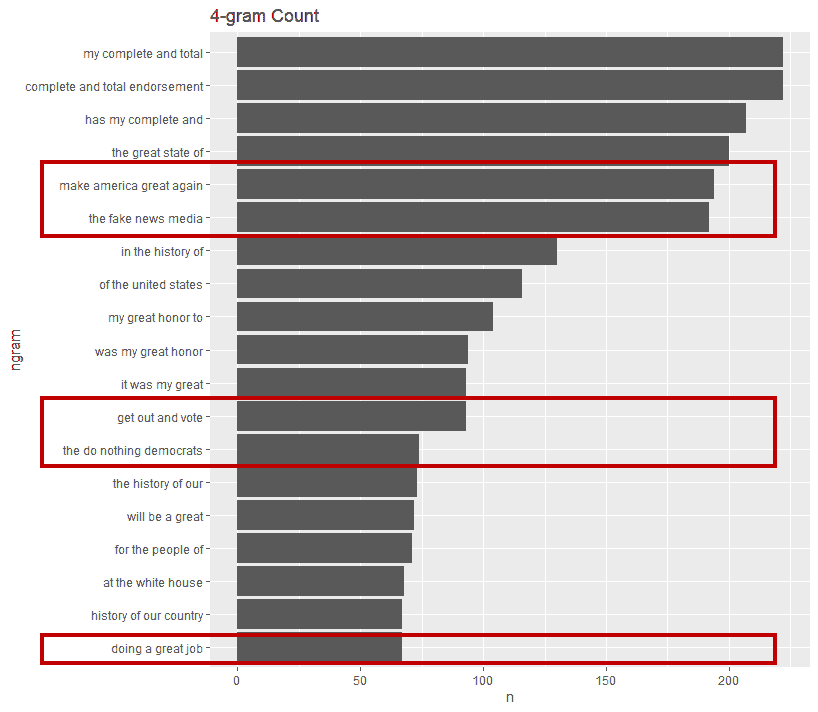 4-gram Count
my complete and total
complete and total endorsement
has my complete and
the great state of
make america great again
the fake news media
in the history of
of the united states
my great honor to
was my great honor
it was my great
get out and vote
the do nothing democrats
the history of our
will be a great
for the people of
at the white house
history of our country
doing a great job
ngram
0 50 100 150 200
n